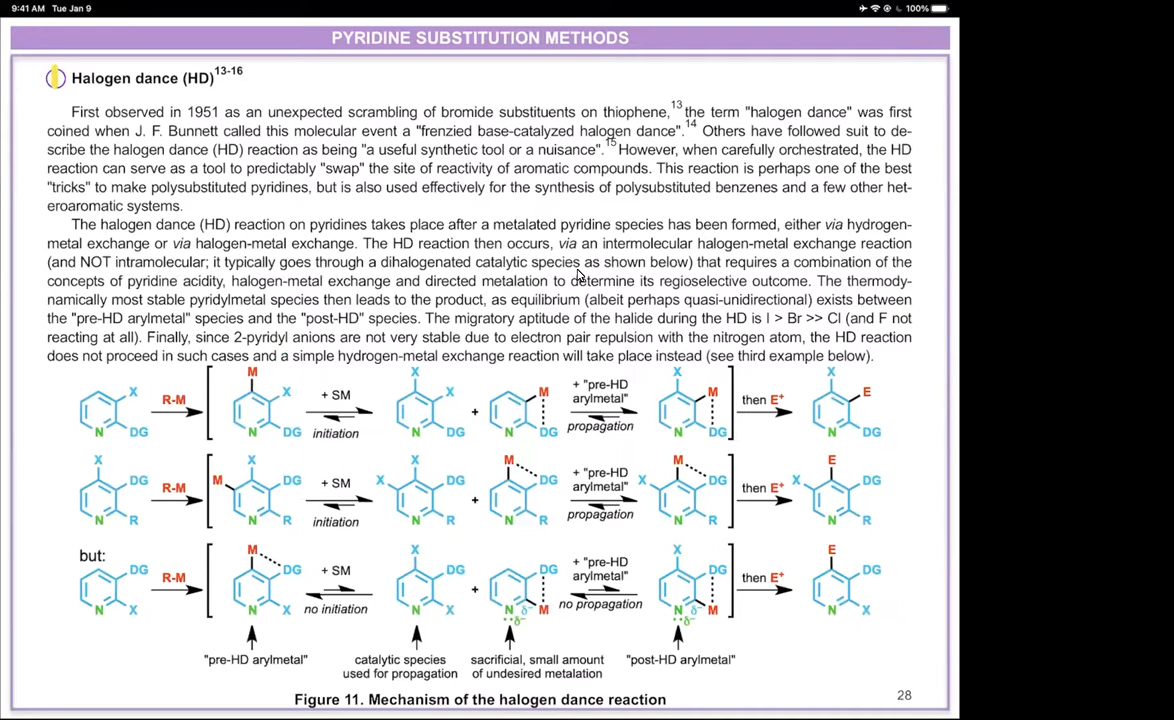 9:41 AM Tue Jan 9
100%
PYRIDINE SUBSTITUTION METHODS
Halogen dance (HD)13-16
First observed in 1951 as an unexpected scrambling of bromide substituents on thiophene,13 the term "halogen dance" was first
coined when J. F. Bunnett called this molecular event a "frenzied base-catalyzed halogen dance".14 Others have followed suit to de-
scribe the halogen dance (HD) reaction as being "a useful synthetic tool or a nuisance".15 However, when carefully orchestrated, the HD
reaction can serve as a tool to predictably "swap" the site of reactivity of aromatic compounds. This reaction is perhaps one of the best
"tricks" to make polysubstituted pyridines, but is also used effectively for the synthesis of polysubstituted benzenes and a few other het-
eroaromatic systems.
The halogen dance (HD) reaction on pyridines takes place after a metalated pyridine species has been formed, either via hydrogen-
metal exchange or via halogen-metal exchange. The HD reaction then occurs, via an intermolecular halogen-metal exchange reaction
(and NOT intramolecular; it typically goes through a dihalogenated catalytic species as shown below) that requires a combination of the
concepts of pyridine acidity, halogen-metal exchange and directed metalation to determine its regioselective outcome. The thermody-
namically most stable pyridylmetal species then leads to the product, as equilibrium (albeit perhaps quasi-unidirectional) exists between
the "pre-HD arylmetal" species and the "post-HD" species. The migratory aptitude of the halide during the HD is I > Br >> Cl (and F not
reacting at all). Finally, since 2-pyridyl anions are not very stable due to electron pair repulsion with the nitrogen atom, the HD reaction
does not proceed in such cases and a simple hydrogen-metal exchange reaction will take place instead (see third example below).
X N DG R-M M X N DG + SM initiation X X N DG + M N DG + "pre-HD arylmetal" propagation X M N DG then E+ X E N DG
X DG N R R-M X M DG N R + SM initiation X X DG N R + M DG N R + "pre-HD arylmetal" propagation M X DG N R then E+ E X DG N R
but:
DG N X R-M M DG N X + SM no initiation X DG N X + DG N δ- M δ- + "pre-HD arylmetal" no propagation X DG N δ- M δ- then E+ E DG N X
"pre-HD arylmetal" catalytic species used for propagation sacrificial, small amount of undesired metalation "post-HD arylmetal"
Figure 11. Mechanism of the halogen dance reaction
28